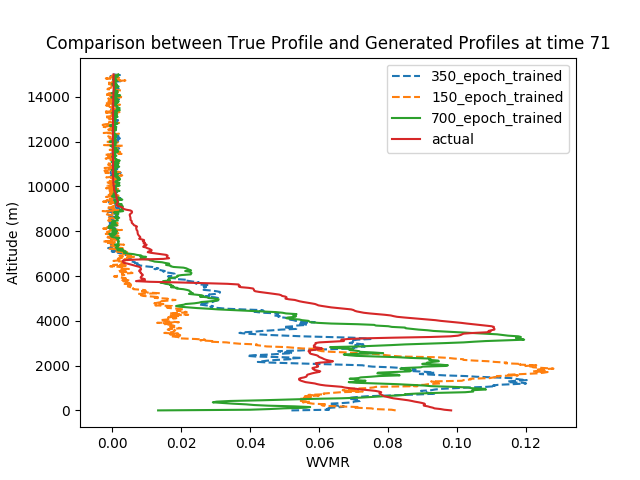 Comparison between True Profile and Generated Profiles at time 71
350_epoch_trained
150_epoch_trained
700_epoch_trained
actual
14000
12000
10000
8000
6000
4000
2000
0
Altitude (m)
0.00 0.02 0.04 0.06 0.08 0.10 0.12
WVMR